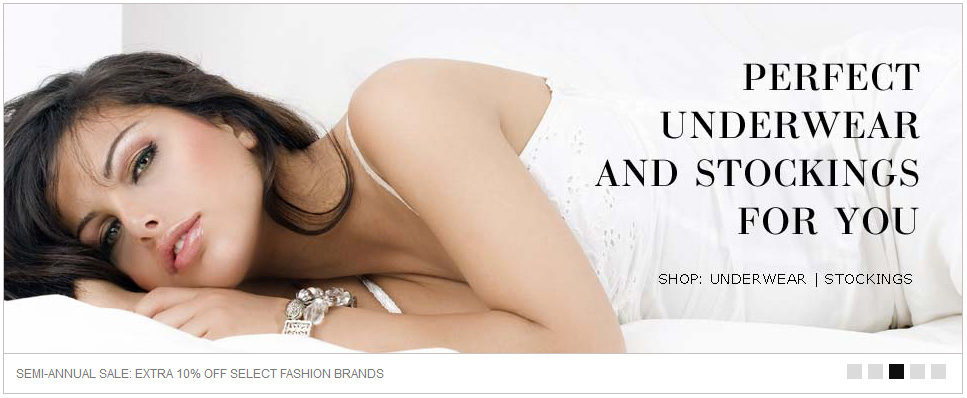 PERFECT
UNDERWEAR
AND STOCKINGS
FOR YOU
SHOP: UNDERWEAR | STOCKINGS
SEMI-ANNUAL SALE: EXTRA 10% OFF SELECT FASHION BRANDS